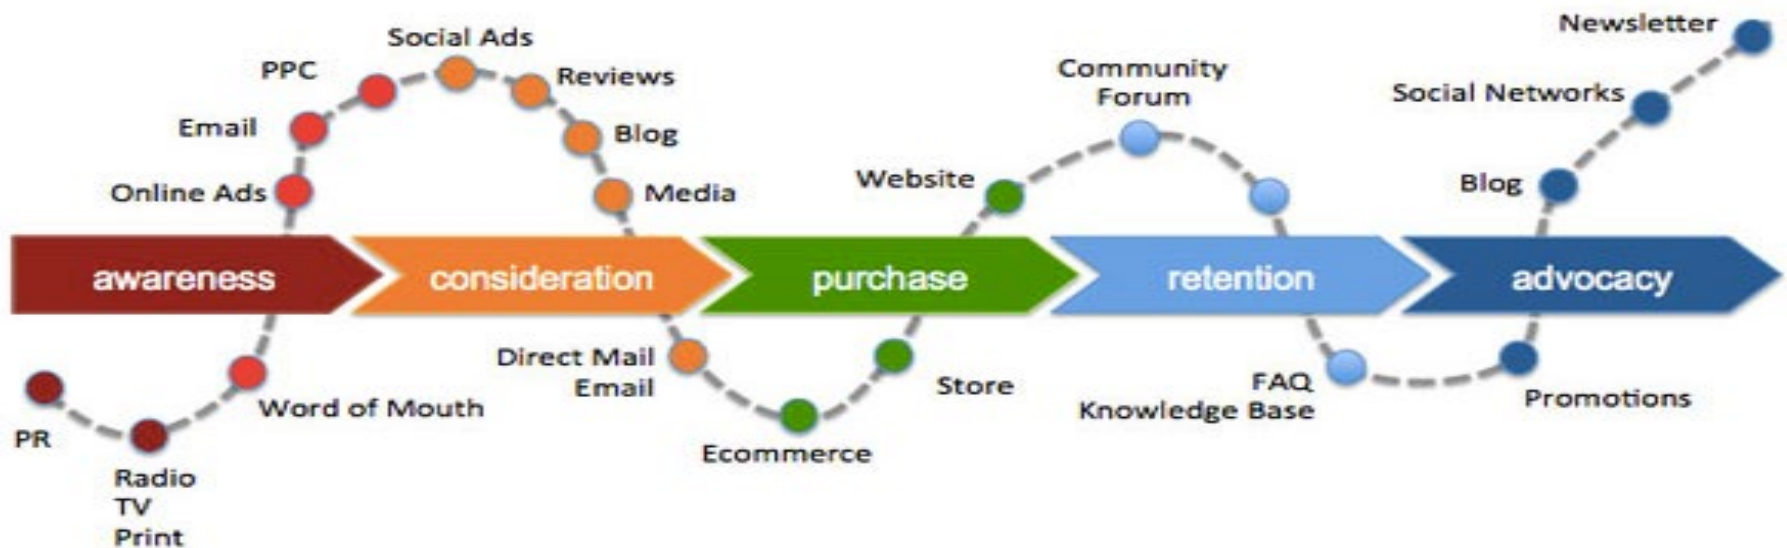 Social Ads
PPC
Reviews
Email
Blog
Online Ads
Media
Community
Forum
Website
Newsletter
Social Networks
Blog
awareness
consideration
purchase
retention
advocacy
PR
Radio
TV
Print
Word of Mouth
Direct Mail
Email
Ecommerce
Store
FAQ
Knowledge Base
Promotions